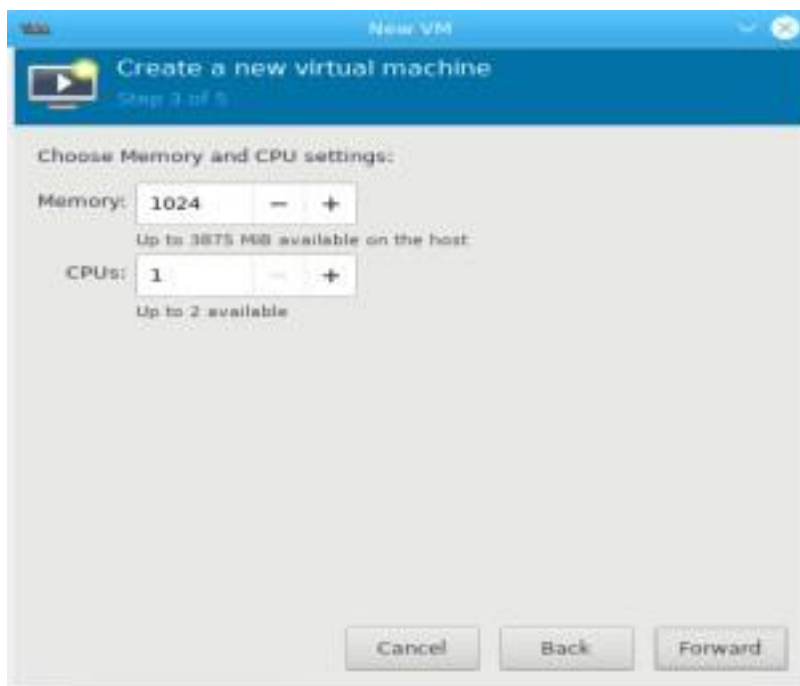 New VM
Create a new virtual machine
Step 3 of 5
Choose Memory and CPU settings:
Memory: 1024 − +
Up to 3875 MiB available on the host
CPUs: 1 − +
Up to 2 available
Cancel Back Forward